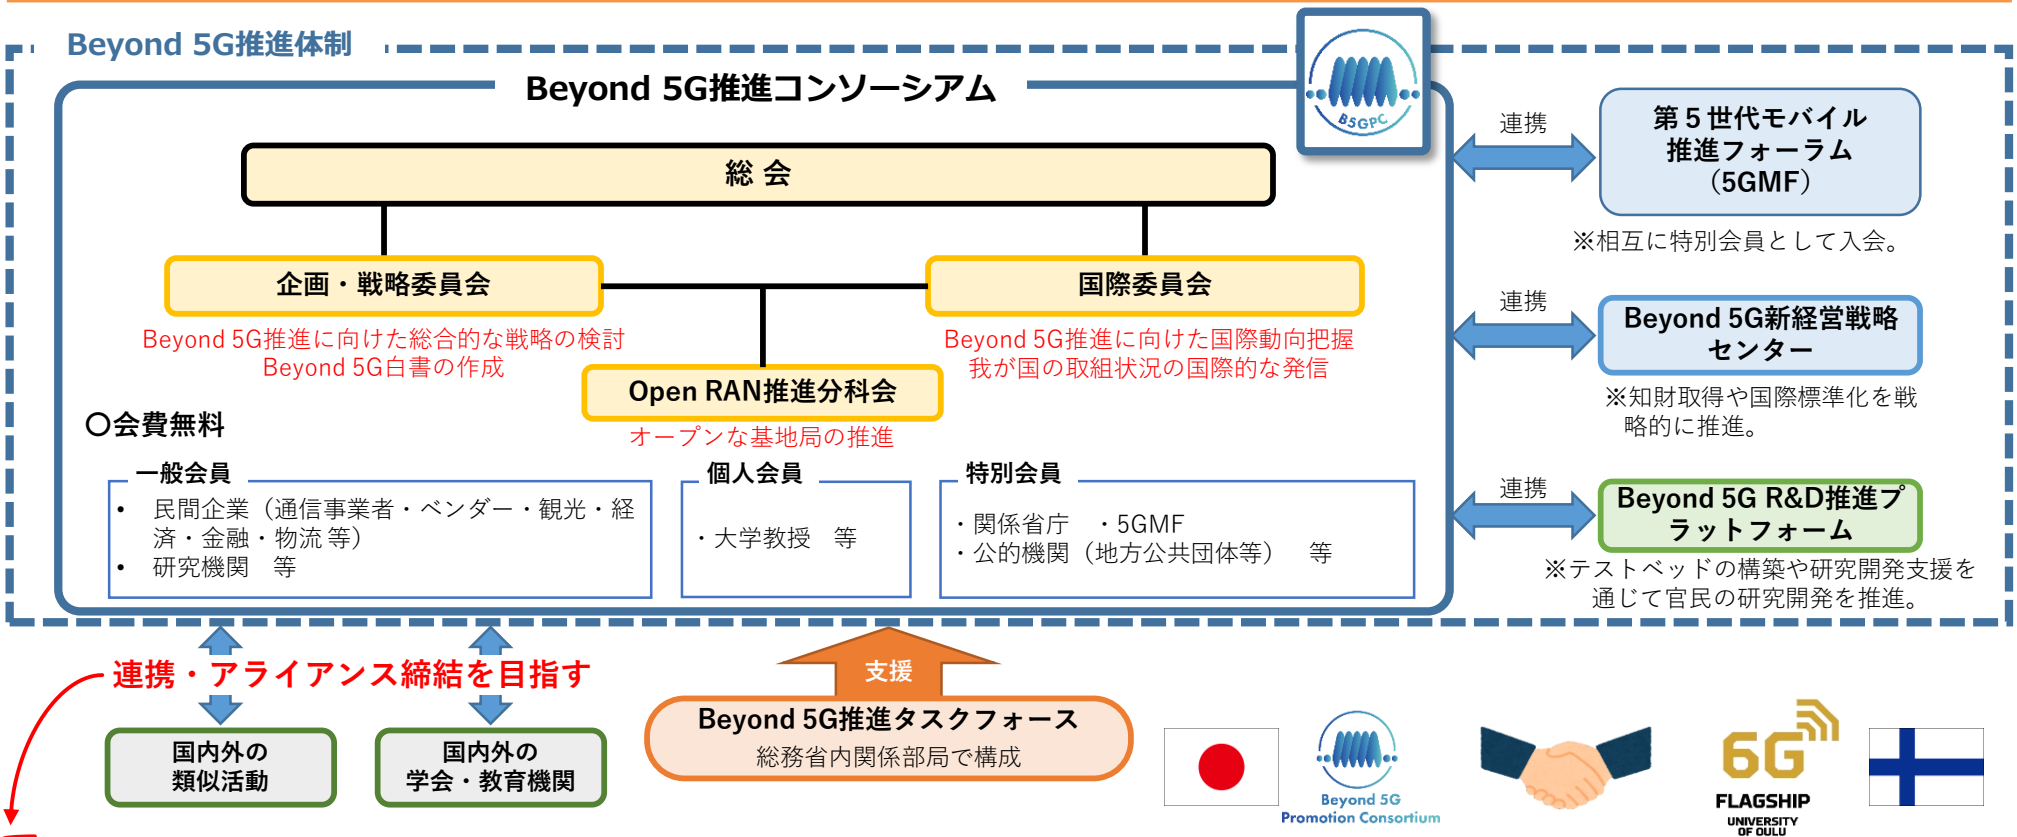 Beyond 5G推進体制
Beyond 5G推進コンソーシアム
B5GPC
総 会
企画・戦略委員会
Beyond 5G推進に向けた総合的な戦略の検討
Beyond 5G白書の作成
国際委員会
Beyond 5G推進に向けた国際動向把握
我が国の取組状況の国際的な発信
Open RAN推進分科会
オープンな基地局の推進
〇会費無料
一般会員
• 民間企業（通信事業者・ベンダー・観光・経
済・金融・物流 等）
• 研究機関　等
個人会員
・大学教授　等
特別会員
・関係省庁　・5GMF
・公的機関（地方公共団体等）　等
連携
第５世代モバイル
推進フォーラム
（5GMF）
※相互に特別会員として入会。
連携
Beyond 5G新経営戦略
センター
※知財取得や国際標準化を戦
略的に推進。
連携
Beyond 5G R&D推進プ
ラットフォーム
※テストベッドの構築や研究開発支援を
通じて官民の研究開発を推進。
連携・アライアンス締結を目指す
国内外の
類似活動
国内外の
学会・教育機関
支援
Beyond 5G推進タスクフォース
総務省内関係部局で構成
Beyond 5G
Promotion Consortium
6G
FLAGSHIP
UNIVERSITY
OF OULU